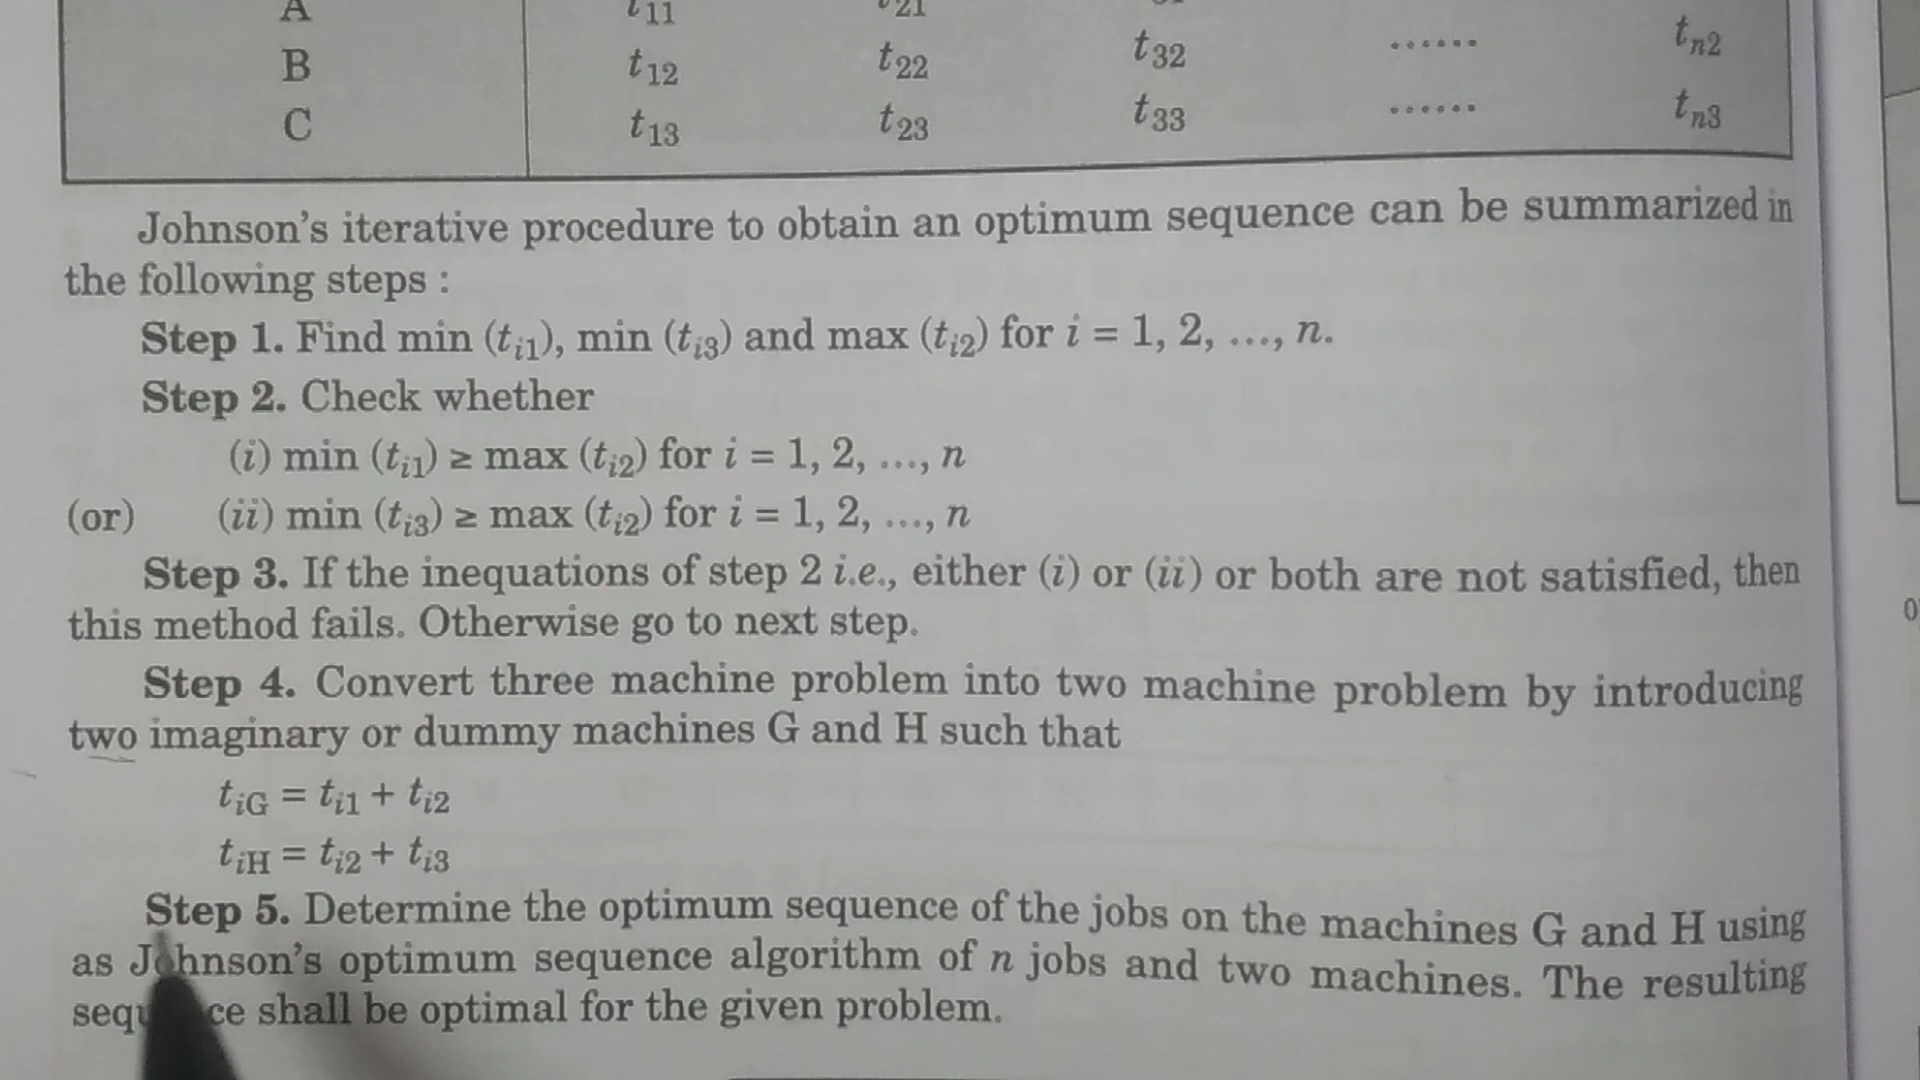 A t11 t21
B t12 t22 t32 ...... tn2
C t13 t23 t33 ...... tn3
Johnson's iterative procedure to obtain an optimum sequence can be summarized in
the following steps :
Step 1. Find min (ti1), min (ti3) and max (ti2) for i = 1, 2, ..., n.
Step 2. Check whether
(i) min (ti1) ≥ max (ti2) for i = 1, 2, ..., n
(or) (ii) min (ti3) ≥ max (ti2) for i = 1, 2, ..., n
Step 3. If the inequations of step 2 i.e., either (i) or (ii) or both are not satisfied, then
this method fails. Otherwise go to next step.
Step 4. Convert three machine problem into two machine problem by introducing
two imaginary or dummy machines G and H such that
tiG = ti1 + ti2
tiH = ti2 + ti3
Step 5. Determine the optimum sequence of the jobs on the machines G and H using
as Johnson's optimum sequence algorithm of n jobs and two machines. The resulting
shall be optimal for the given problem.